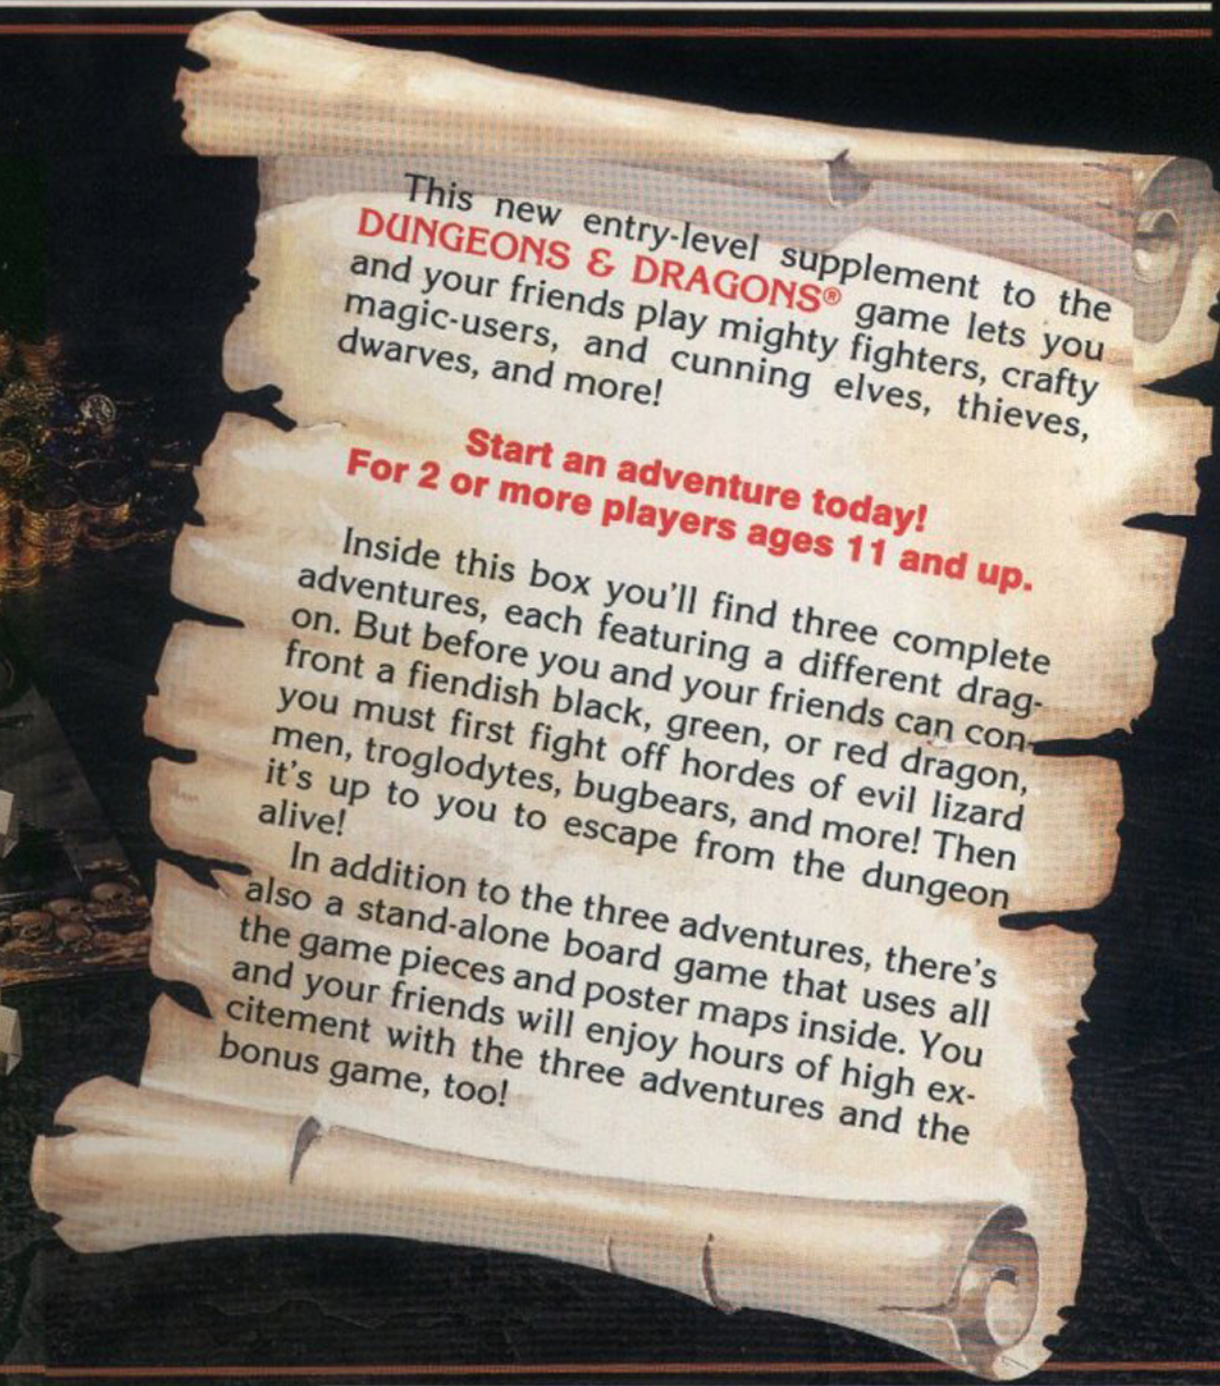 This new entry-level supplement to the
DUNGEONS & DRAGONS® game lets you
and your friends play mighty fighters, crafty
magic-users, and cunning elves, thieves,
dwarves, and more!
Start an adventure today!
For 2 or more players ages 11 and up.
Inside this box you'll find three complete
adventures, each featuring a different drag-
on. But before you and your friends can con-
front a fiendish black, green, or red dragon,
you must first fight off hordes of evil lizard
men, troglodytes, bugbears, and more! Then
it's up to you to escape from the dungeon
alive!
In addition to the three adventures, there's
also a stand-alone board game that uses all
the game pieces and poster maps inside. You
and your friends will enjoy hours of high ex-
citement with the three adventures and the
bonus game, too!